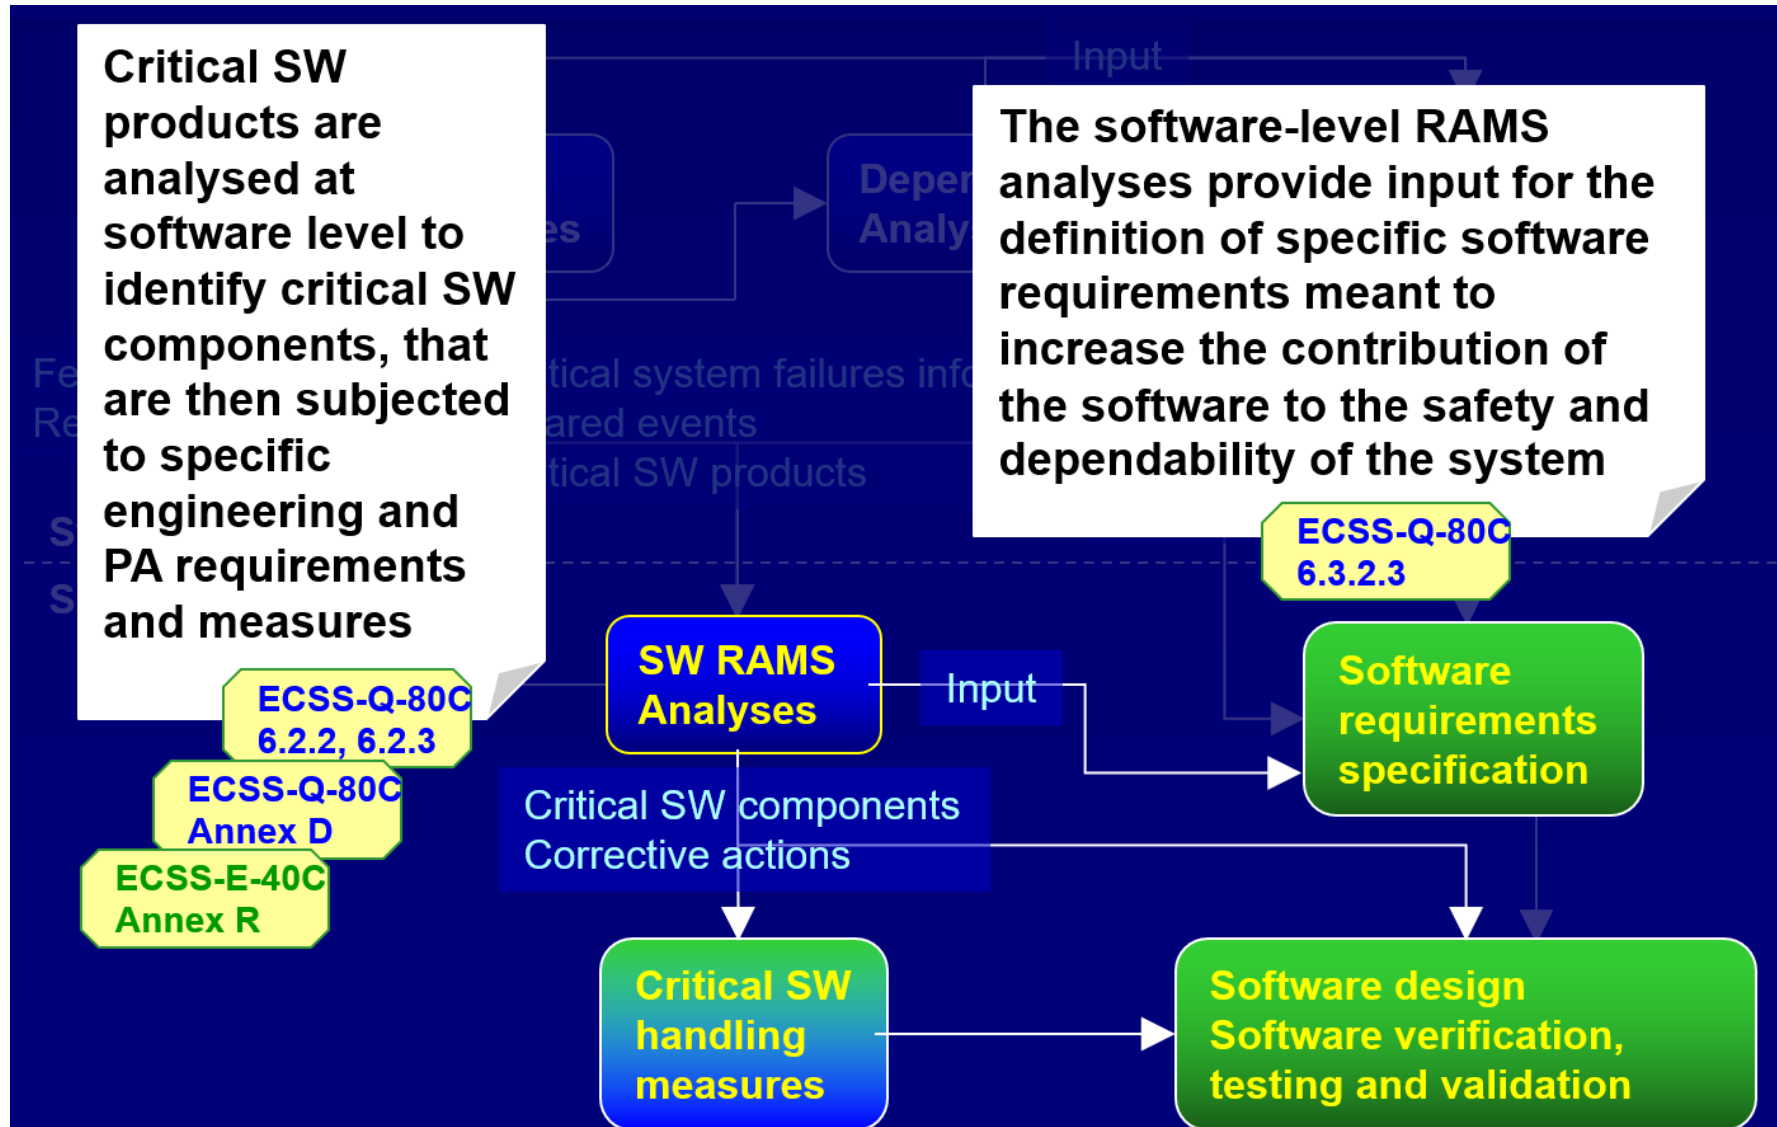 Critical SW
products are
analysed at
software level to
identify critical SW
components, that
are then subjected
to specific
engineering and
PA requirements
and measures
ECSS-Q-80C
6.2.2, 6.2.3
ECSS-Q-80C
Annex D
ECSS-E-40C
Annex R
Input
The software-level RAMS
analyses provide input for the
definition of specific software
requirements meant to
increase the contribution of
the software to the safety and
dependability of the system
ECSS-Q-80C
6.3.2.3
system failures
events
SW products
SW RAMS
Analyses
Input
Software
requirements
specification
Critical SW components
Corrective actions
Critical SW
handling
measures
Software design
Software verification,
testing and validation